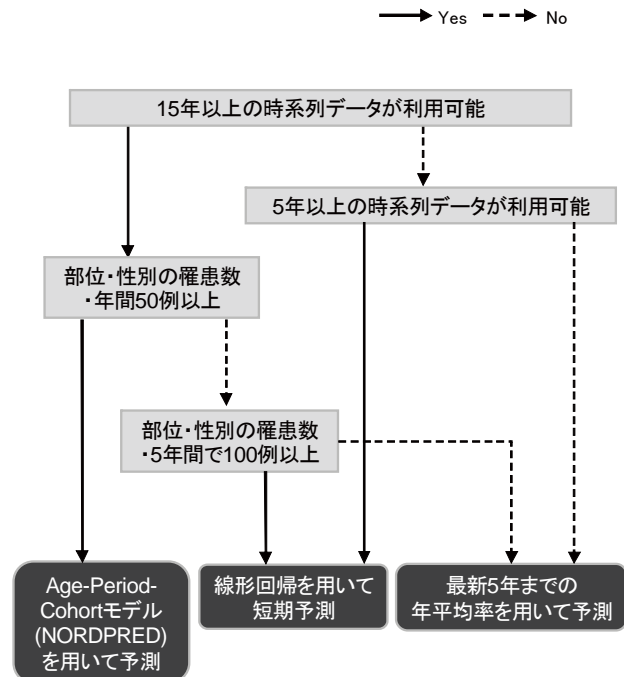 Yes
No
15年以上の時系列データが利用可能
5年以上の時系列データが利用可能
部位・性別の罹患数
・年間50例以上
部位・性別の罹患数
・5年間で100例以上
Age-Period-
Cohortモデル
(NORDPRED)
を用いて予測
線形回帰を用いて
短期予測
最新5年までの
年平均率を用いて予測